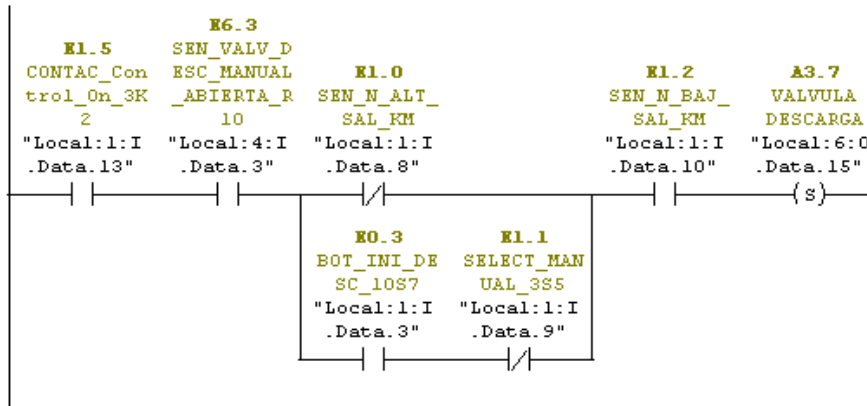 E1.5
CONTAC_Con
trol_On_3K
2
"Local:1:I
.Data.13"
E6.3
SEN_VALV_D
ESC_MANUAL
_ABIERTA_R
10
"Local:4:I
.Data.3"
E1.0
SEN_N_ALT_
SAL_KM
"Local:1:I
.Data.8"
E1.2
SEN_N_BAJ_
SAL_KM
"Local:1:I
.Data.10"
A3.7
VALVULA
DESCARGA
"Local:6:O
.Data.15"
(S)
E0.3
BOT_INI_DE
SC_10S7
"Local:1:I
.Data.3"
E1.1
SELECT_MAN
UAL_3S5
"Local:1:I
.Data.9"